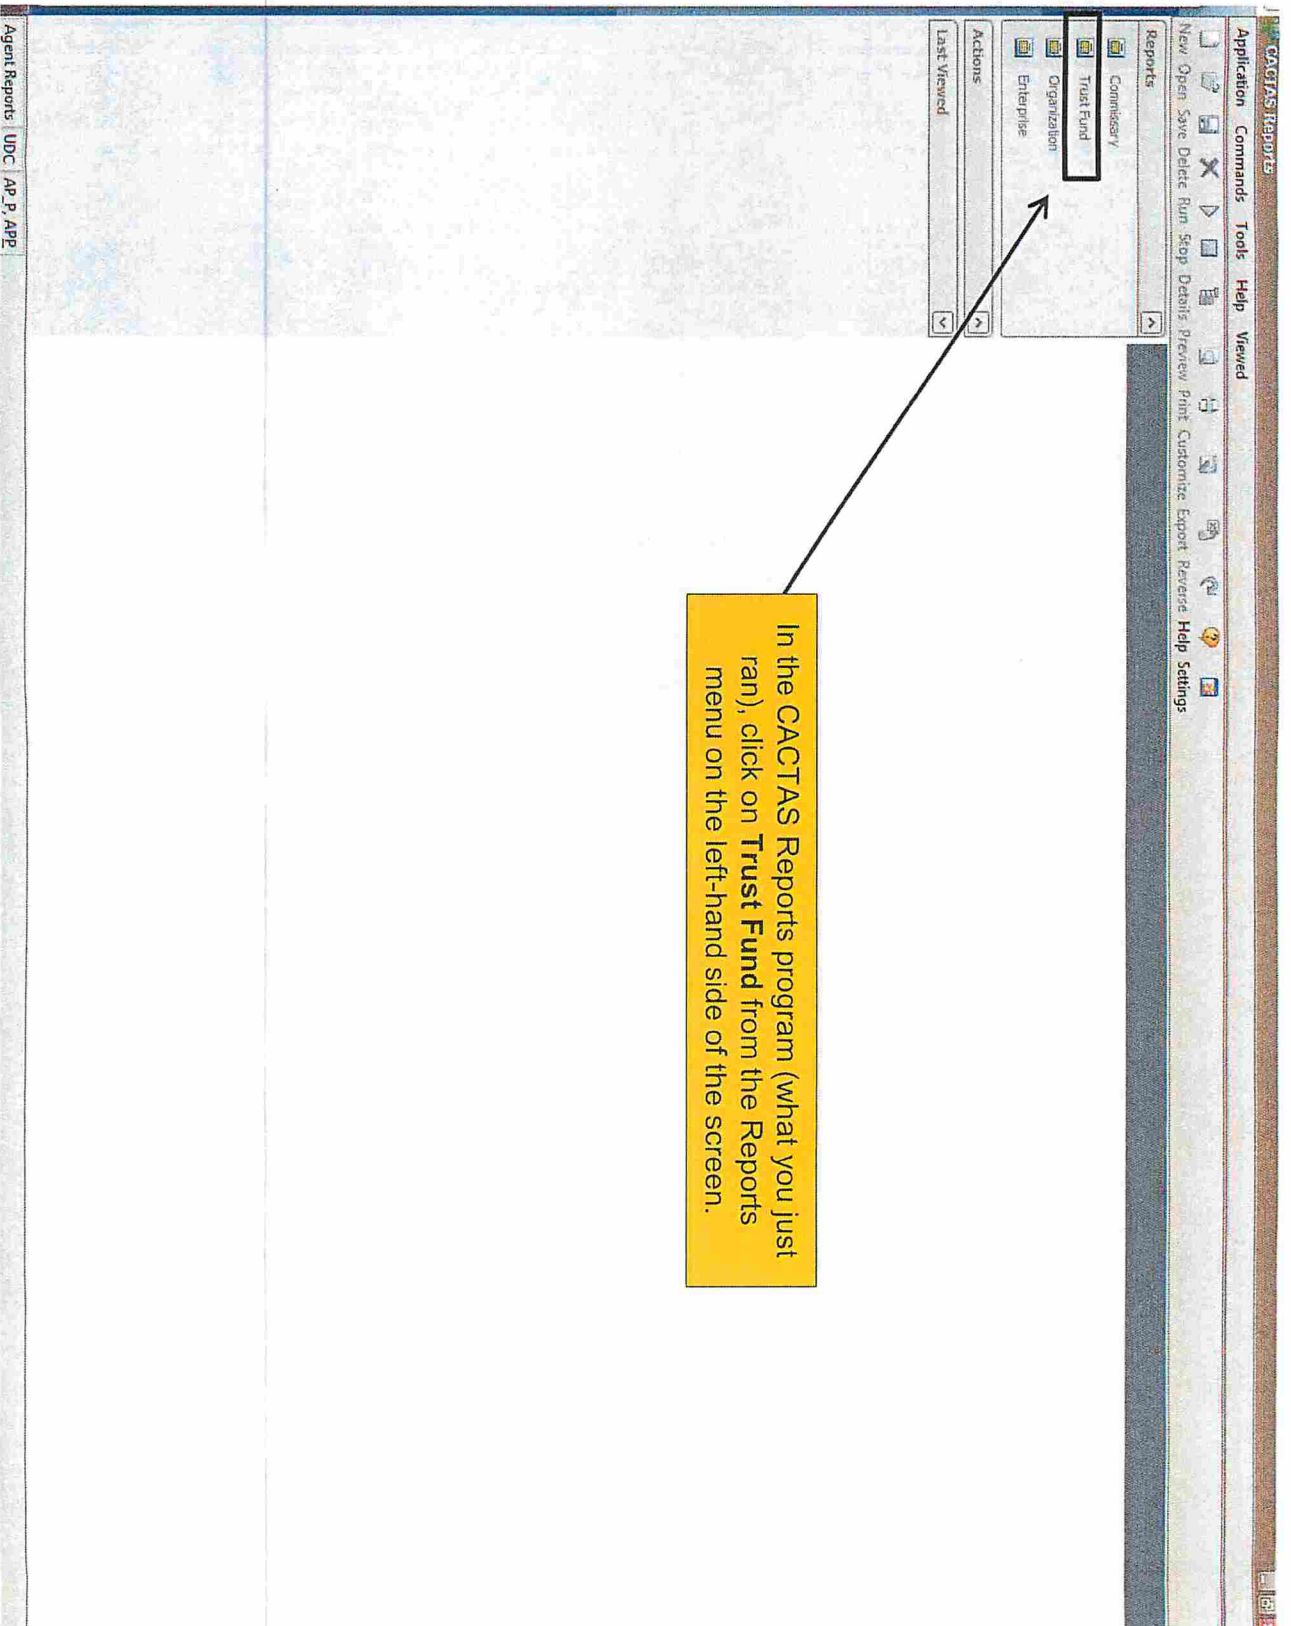 CACTAS Reports
Application Commands Tools Help Viewed
New Open Save Delete Run Stop Details Preview Print Customize Export Reverse Help Settings
Reports
Commissary
Trust Fund
Organization
Enterprise
Actions
Last Viewed
In the CACTAS Reports program (what you just
ran), click on Trust Fund from the Reports
menu on the left-hand side of the screen.
Agent Reports UDC AP_P, APP